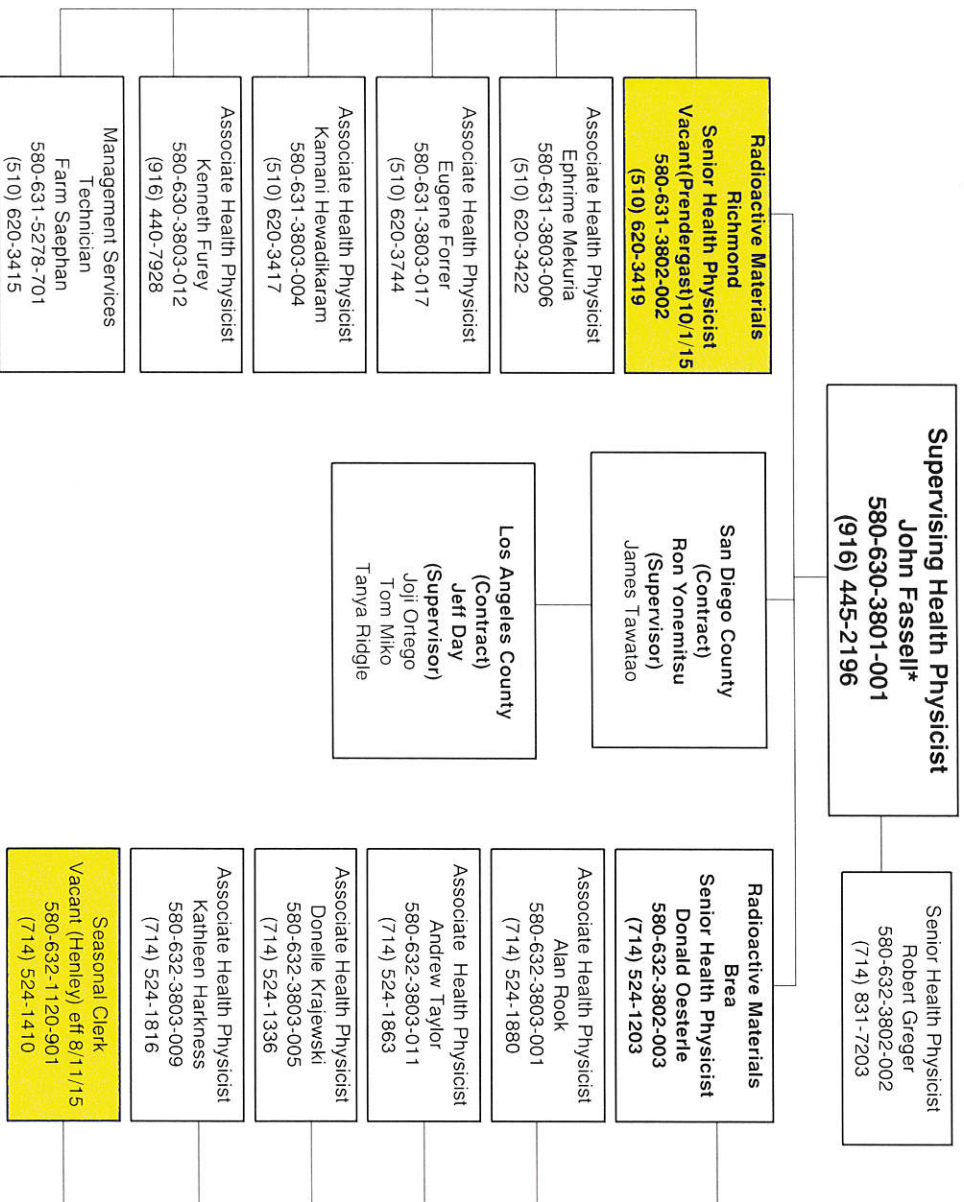 Supervising Health Physicist
John Fassell*
580-630-3801-001
(916) 445-2196
Senior Health Physicist
Robert Greger
580-632-3802-002
(714) 831-7203
Radioactive Materials
Richmond
Senior Health Physicist
Vacant(Prendergast)10/1/15
580-631-3802-002
(510) 620-3419
Associate Health Physicist
Ephrime Mekuria
580-631-3803-006
(510) 620-3422
Associate Health Physicist
Eugene Forrer
580-631-3803-017
(510) 620-3744
Associate Health Physicist
Kamani Hewadikaram
580-631-3803-004
(510) 620-3417
Associate Health Physicist
Kenneth Furey
580-630-3803-012
(916) 440-7928
Management Services
Technician
Farm Saephan
580-631-5278-701
(510) 620-3415
San Diego County
(Contract)
Ron Yonemitsu
(Supervisor)
James Tawatao
Los Angeles County
(Contract)
Jeff Day
(Supervisor)
Joji Ortego
Tom Miko
Tanya Ridgle
Radioactive Materials
Brea
Senior Health Physicist
Donald Oesterle
580-632-3802-003
(714) 524-1203
Associate Health Physicist
Alan Rook
580-632-3803-001
(714) 524-1880
Associate Health Physicist
Andrew Taylor
580-632-3803-011
(714) 524-1863
Associate Health Physicist
Donelle Krajewski
580-632-3803-005
(714) 524-1336
Associate Health Physicist
Kathleen Harkness
580-632-3803-009
(714) 524-1816
Seasonal Clerk
Vacant (Henley) eff 8/11/15
580-632-1120-901
(714) 524-1410